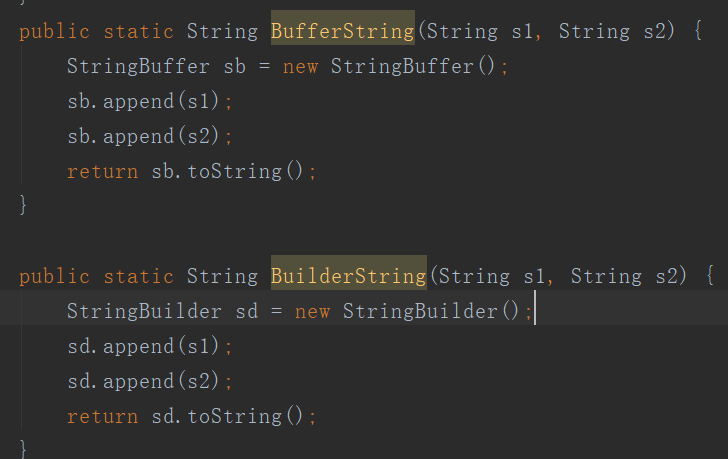 }
public static String BufferString(String s1, String s2) {
    StringBuffer sb = new StringBuffer();
    sb.append(s1);
    sb.append(s2);
    return sb.toString();
}

public static String BuilderString(String s1, String s2) {
    StringBuilder sd = new StringBuilder();
    sd.append(s1);
    sd.append(s2);
    return sd.toString();
}